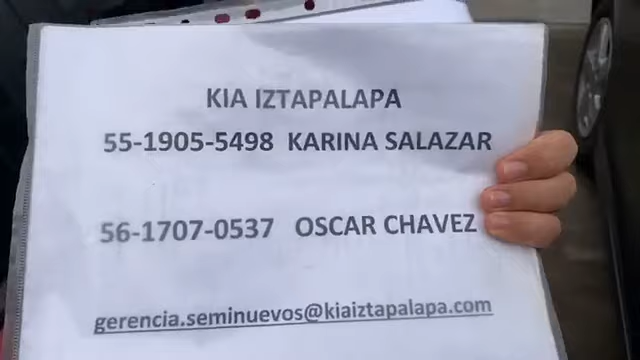 KIA IZTAPALAPA
55-1905-5498 KARINA SALAZAR
56-1707-0537 OSCAR CHAVEZ
gerencia.seminuevos@kiaiztapalapa.com